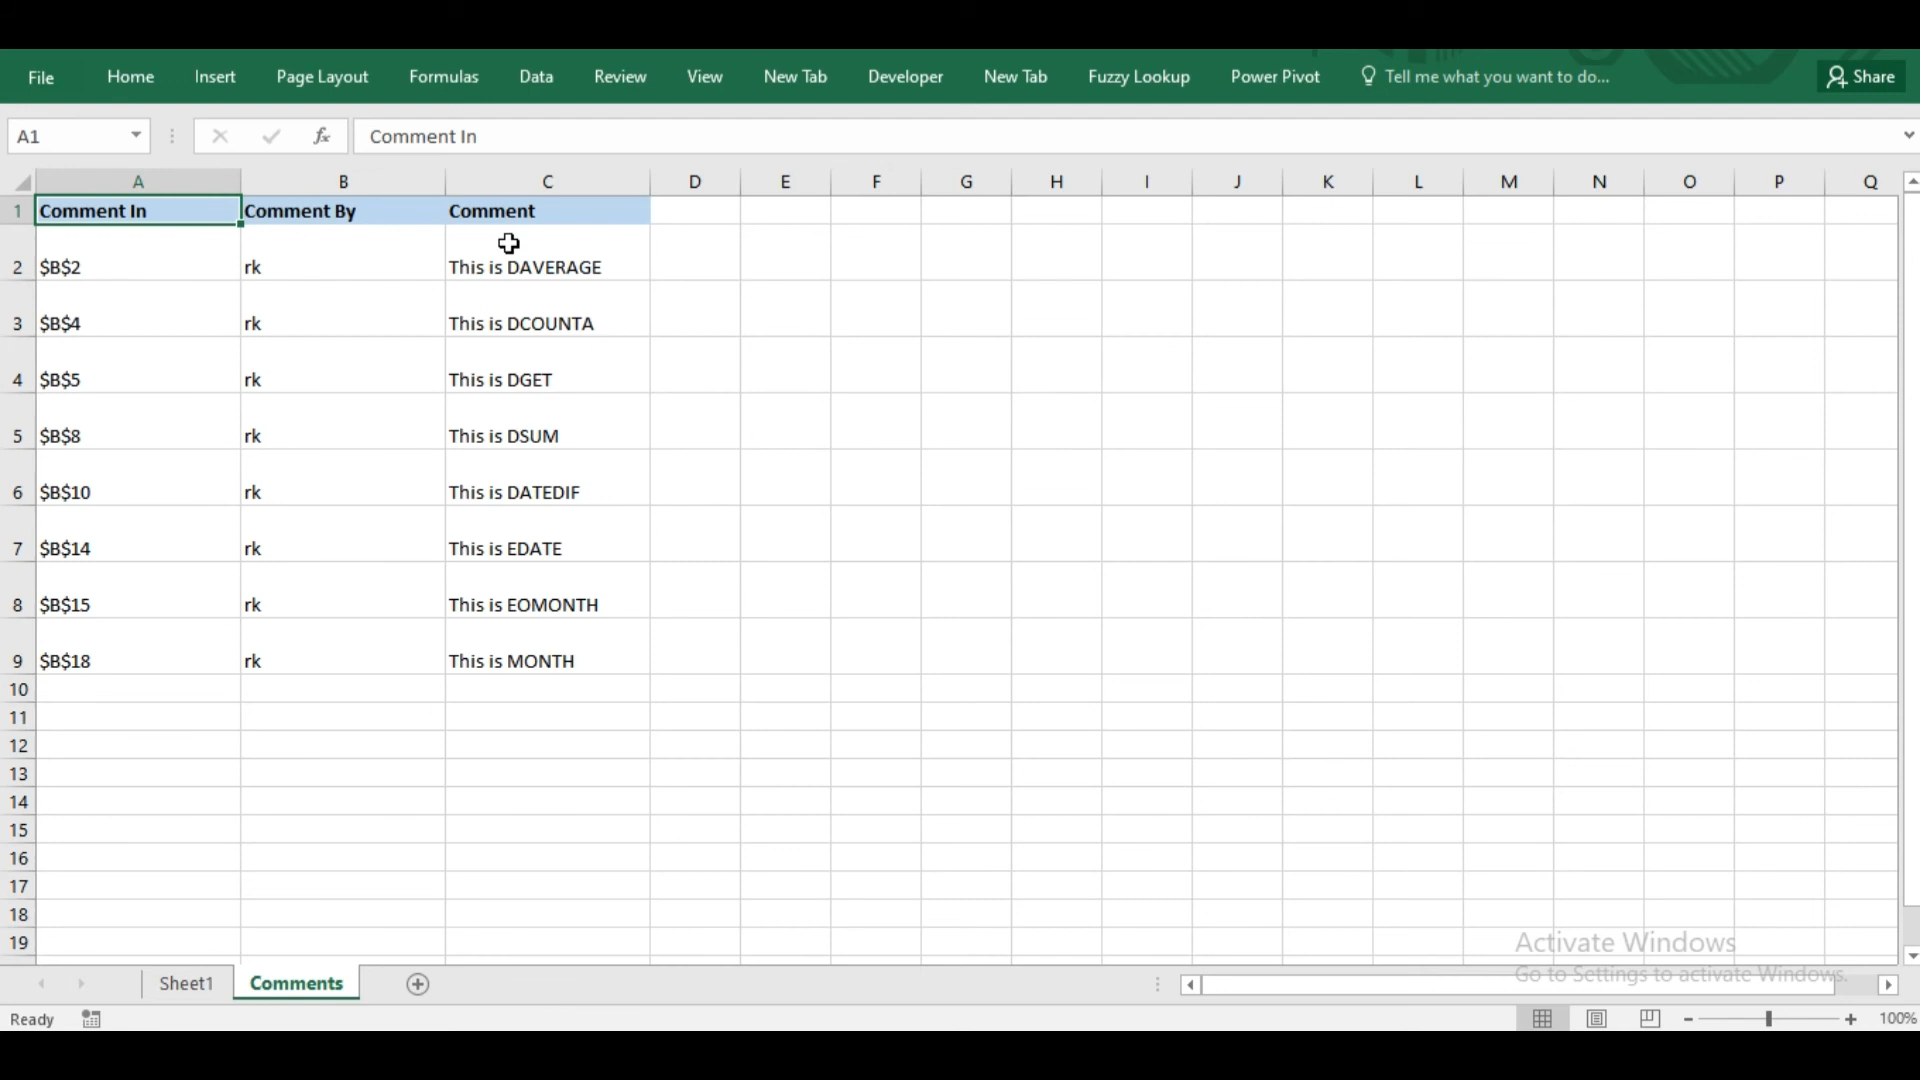 File Home Insert Page Layout Formulas Data Review View New Tab Developer New Tab Fuzzy Lookup Power Pivot Tell me what you want to do... Share
A1 fx Comment In
A B C D E F G H I J K L M N O P Q
1 Comment In Comment By Comment
2 $B$2 rk This is DAVERAGE
3 $B$4 rk This is DCOUNTA
4 $B$5 rk This is DGET
5 $B$8 rk This is DSUM
6 $B$10 rk This is DATEDIF
7 $B$14 rk This is EDATE
8 $B$15 rk This is EOMONTH
9 $B$18 rk This is MONTH
10
11
12
13
14
15
16
17
18
19
Activate Windows
Go to Settings to activate Windows.
Sheet1 Comments
Ready 100%